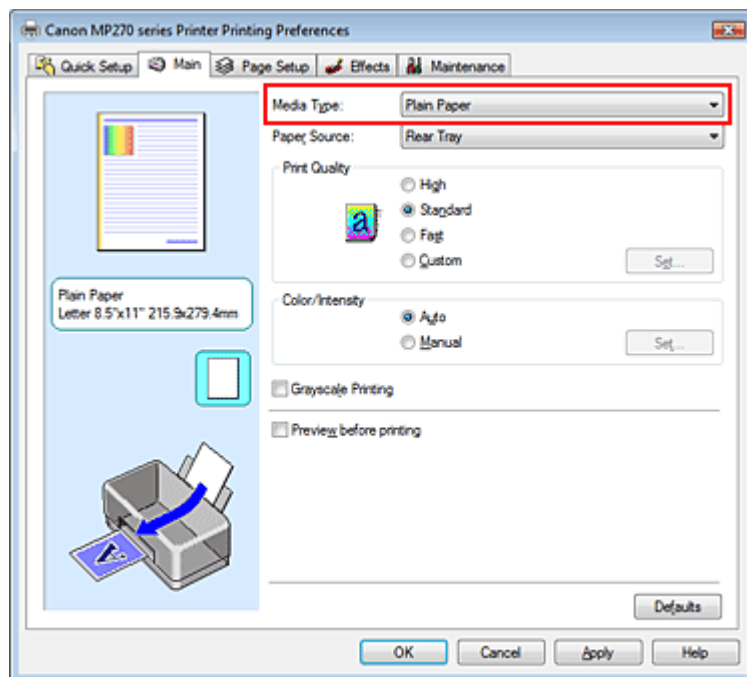 Canon MP270 series Printer Printing Preferences
Quick Setup Main Page Setup Effects Maintenance
Media Type: Plain Paper
Paper Source: Rear Tray
Print Quality
High
a Standard
Fast
Custom Set...
Plain Paper
Letter 8.5"x11" 215.9x279.4mm
Color/Intensity
Auto
Manual Set...
Grayscale Printing
Preview before printing
Defaults
OK Cancel Apply Help